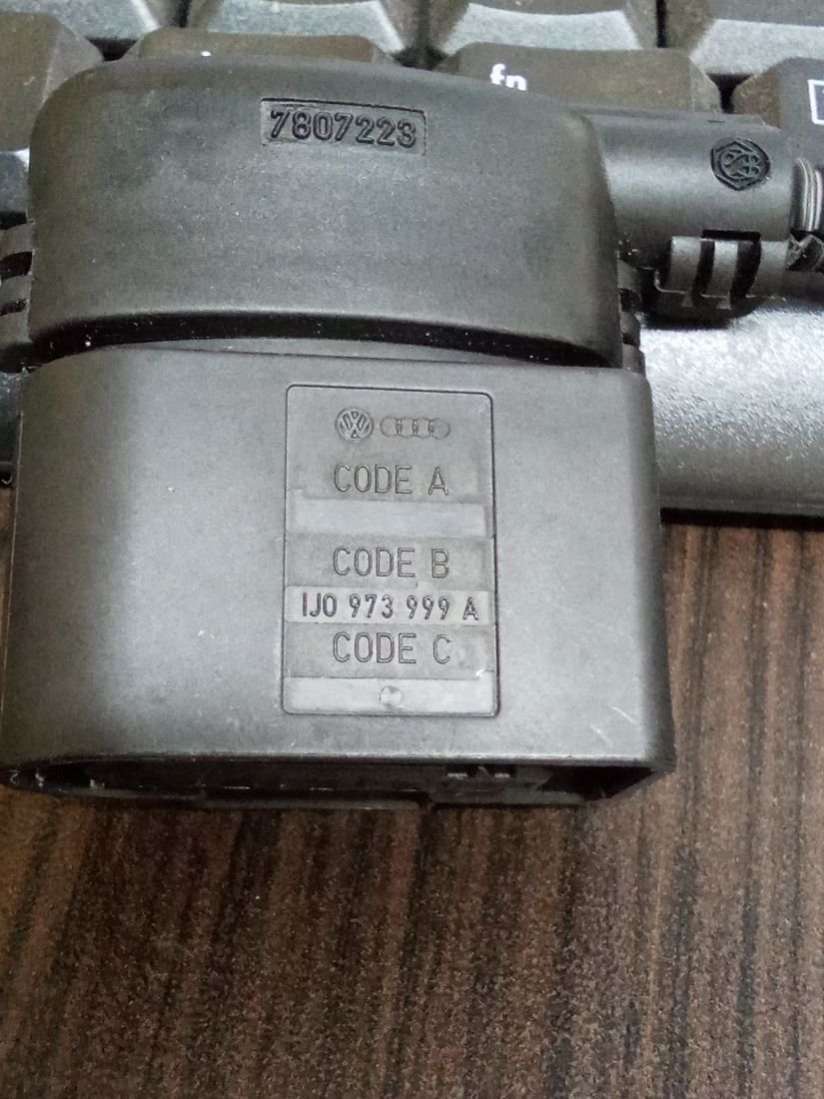 fn
7807223
CODE A
CODE B
1J0 973 999 A
CODE C